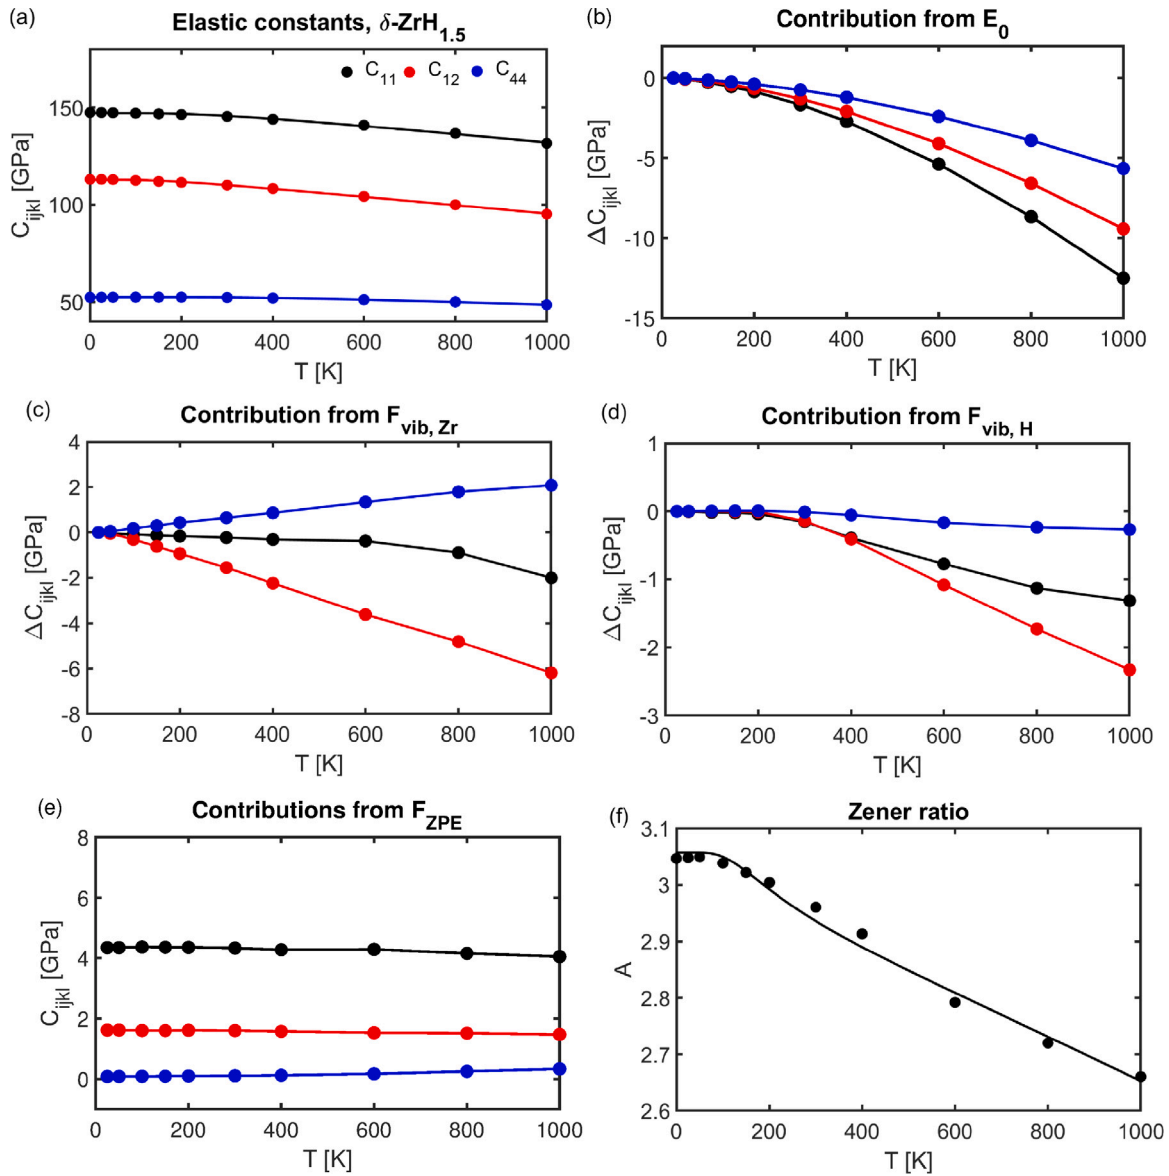 (a)
Elastic constants, δ-ZrH1.5
C11 C12 C44
Cijkl [GPa]
150
100
50
0 200 400 600 800 1000
T [K]
(b)
Contribution from E0
ΔCijkl [GPa]
0
-5
-10
-15
0 200 400 600 800 1000
T [K]
(c)
Contribution from Fvib, Zr
ΔCijkl [GPa]
4
2
0
-2
-4
-6
-8
0 200 400 600 800 1000
T [K]
(d)
Contribution from Fvib, H
ΔCijkl [GPa]
1
0
-1
-2
-3
0 200 400 600 800 1000
T [K]
(e)
Contributions from FZPE
Cijkl [GPa]
8
6
4
2
0
0 200 400 600 800 1000
T [K]
(f)
Zener ratio
A
3.1
3
2.9
2.8
2.7
2.6
0 200 400 600 800 1000
T [K]